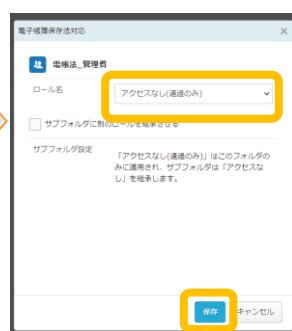 電子帳簿保存法対応
電帳法_管理者
ロール名
アクセスなし(通過のみ)
サブフォルダに別のロールを継承させる
サブフォルダ設定
「アクセスなし(通過のみ)」はこのフォルダの
みに適用され、サブフォルダは「アクセスな
し」を継承します。
保存
キャンセル